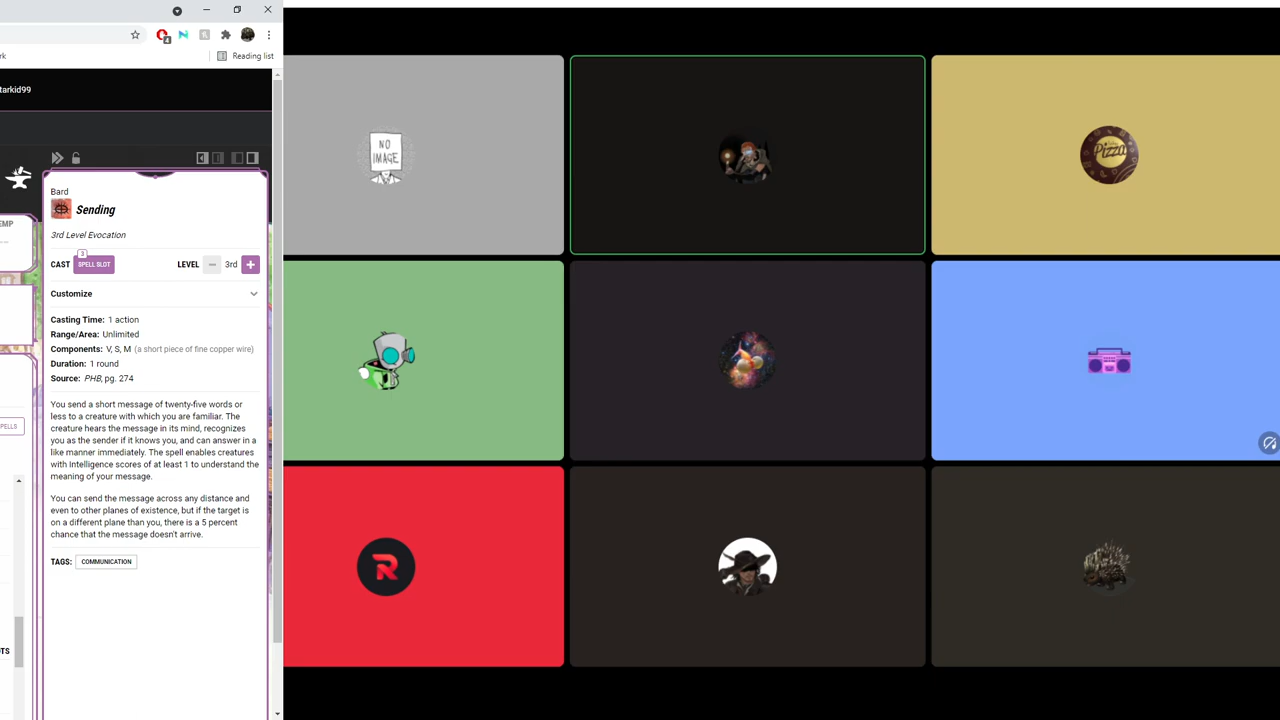 rk
Reading list
tarkid99
EMP
Bard
Sending
3rd Level Evocation
3
CAST SPELL SLOT LEVEL 3rd
Customize
Casting Time: 1 action
Range/Area: Unlimited
Components: V, S, M (a short piece of fine copper wire)
Duration: 1 round
Source: PHB, pg. 274
You send a short message of twenty-five words or
less to a creature with which you are familiar. The
creature hears the message in its mind, recognizes
you as the sender if it knows you, and can answer in a
like manner immediately. The spell enables creatures
with Intelligence scores of at least 1 to understand the
meaning of your message.
You can send the message across any distance and
even to other planes of existence, but if the target is
on a different plane than you, there is a 5 percent
chance that the message doesn't arrive.
TAGS: COMMUNICATION
PELLS
OTS
NO
IMAGE
Pizza
R